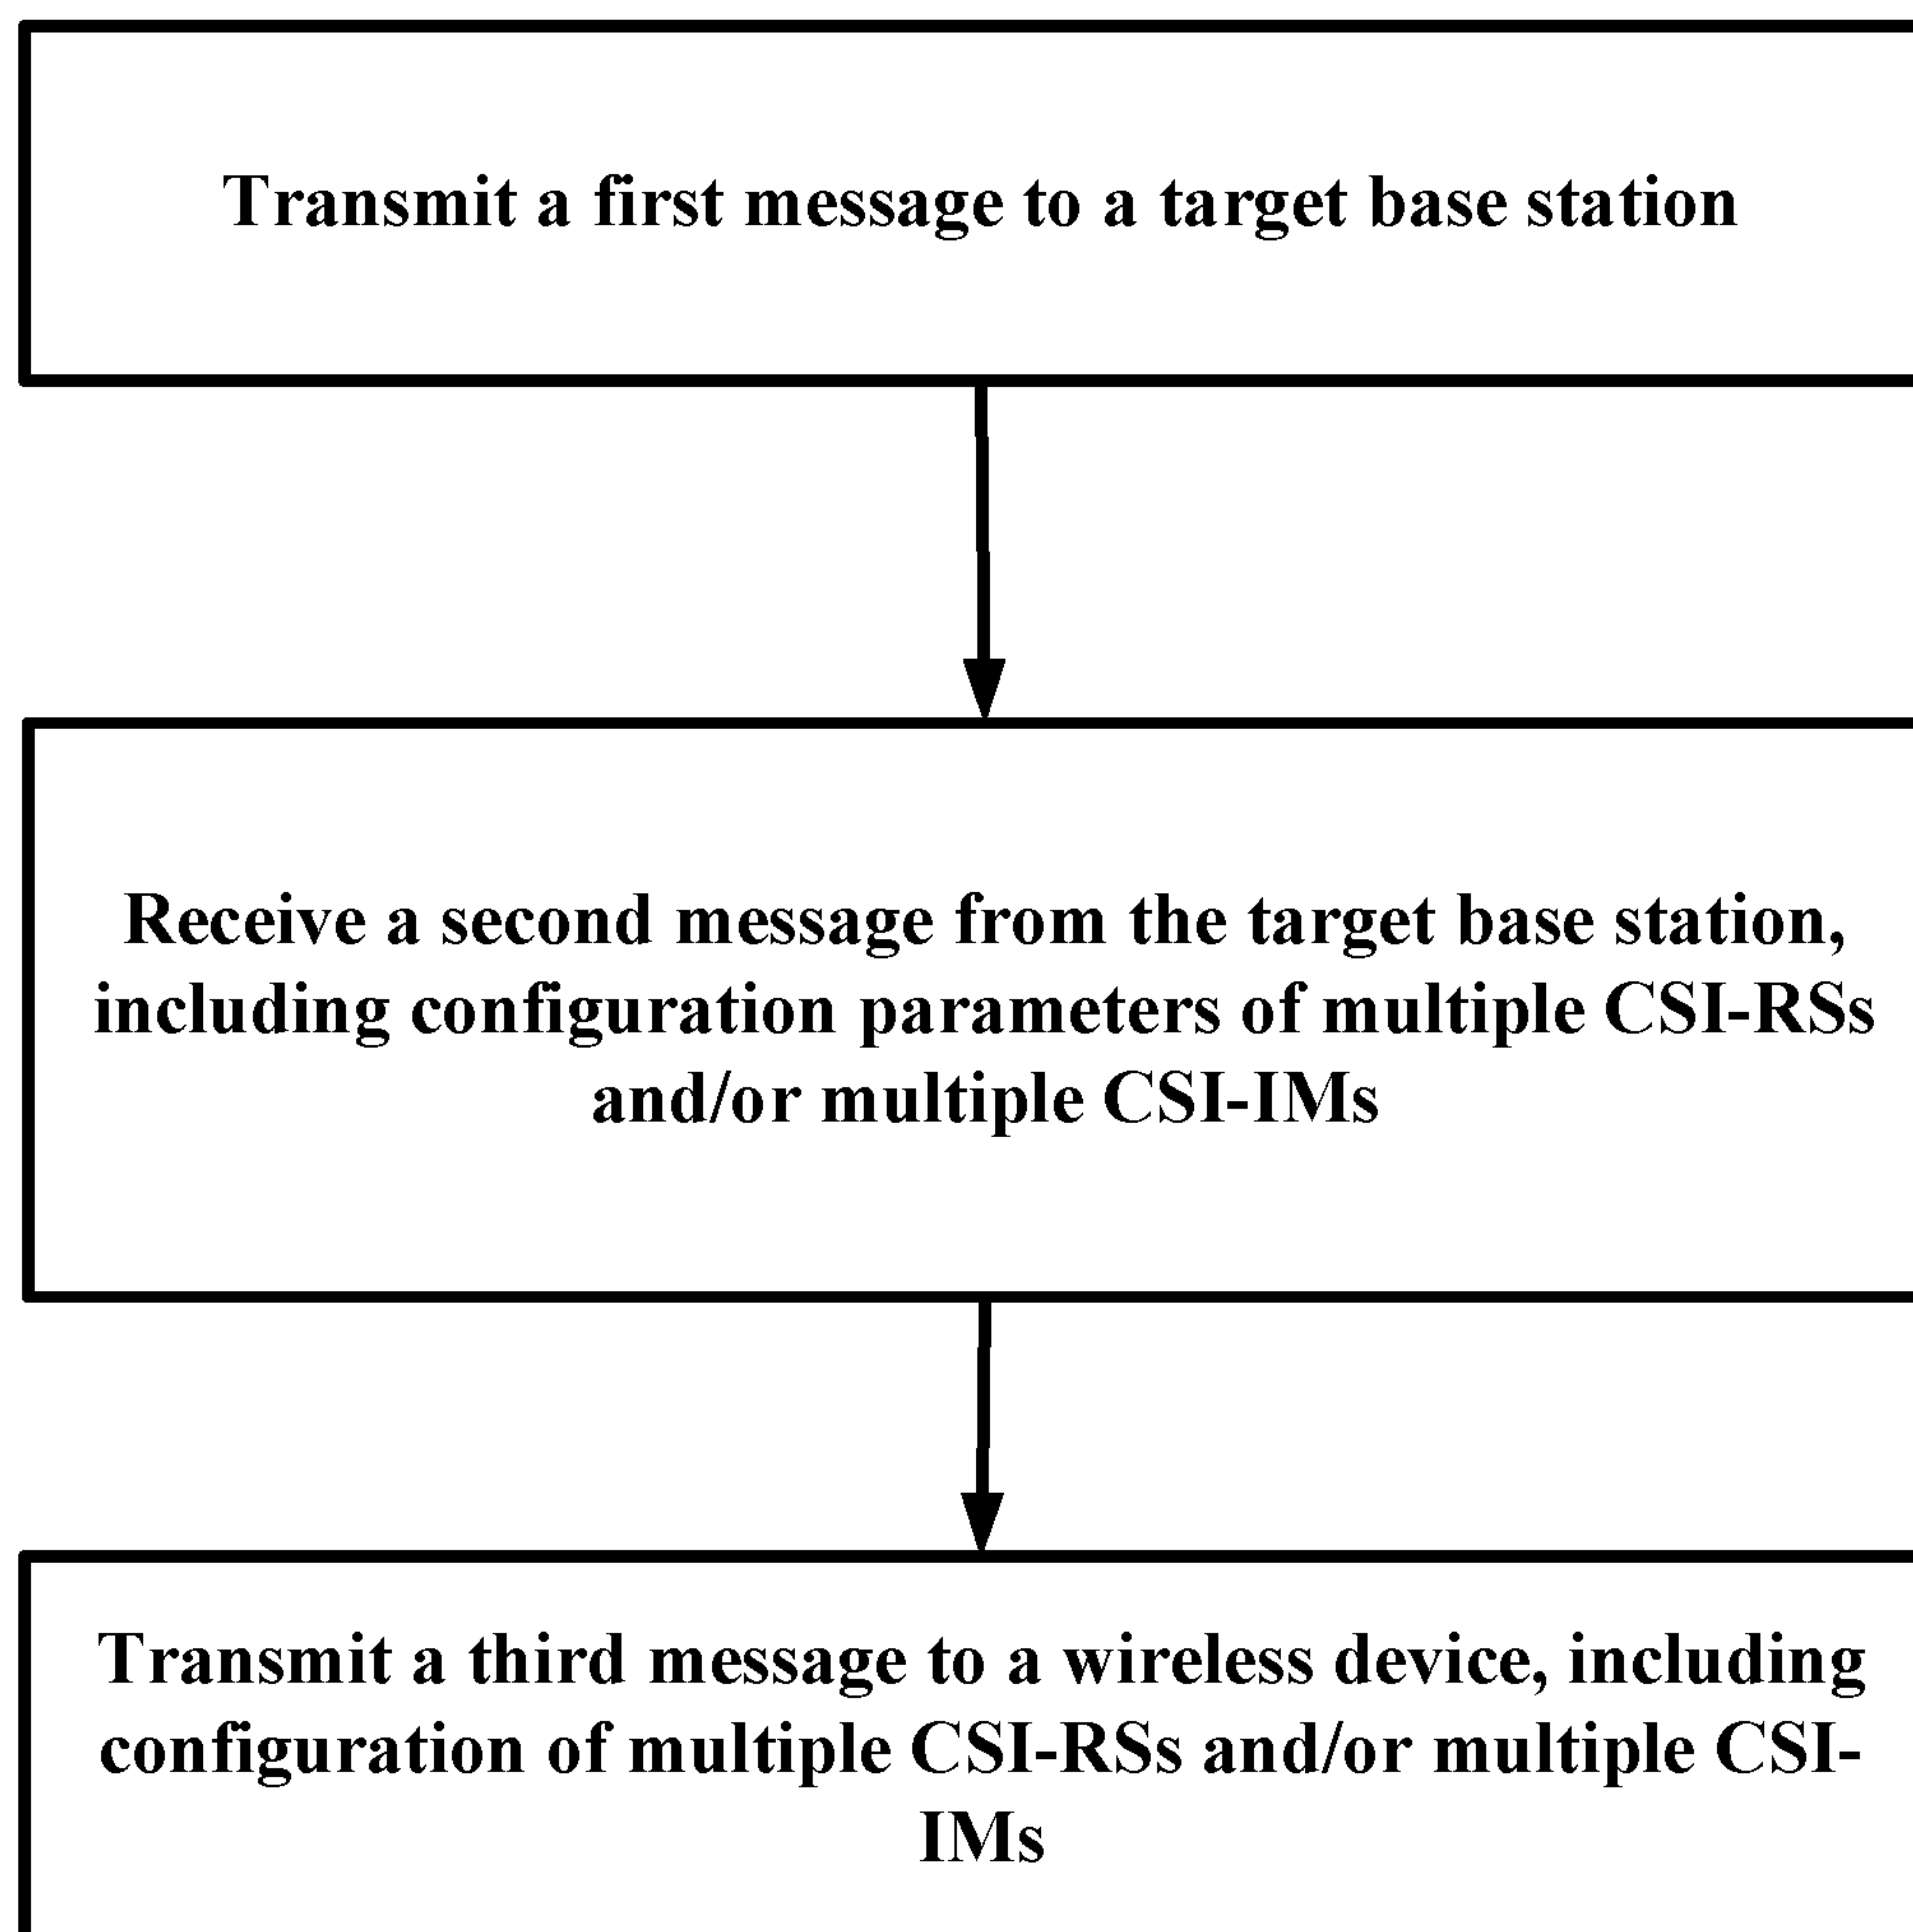 Transmit a first message to a target base station
Receive a second message from the target base station,
including configuration parameters of multiple CSI-RSs
and/or multiple CSI-IMs
Transmit a third message to a wireless device, including
configuration of multiple CSI-RSs and/or multiple CSI-
IMs